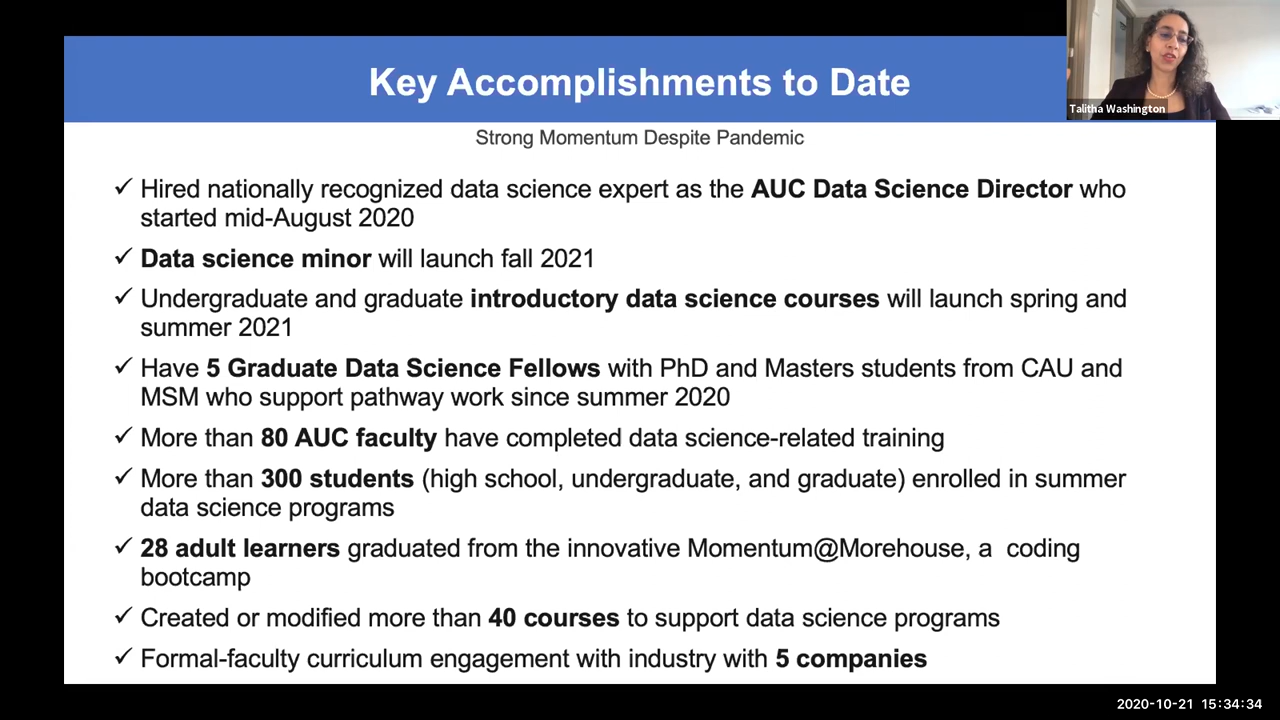 Key Accomplishments to Date
Talitha Washington
Strong Momentum Despite Pandemic
✓ Hired nationally recognized data science expert as the AUC Data Science Director who
started mid-August 2020
✓ Data science minor will launch fall 2021
✓ Undergraduate and graduate introductory data science courses will launch spring and
summer 2021
✓ Have 5 Graduate Data Science Fellows with PhD and Masters students from CAU and
MSM who support pathway work since summer 2020
✓ More than 80 AUC faculty have completed data science-related training
✓ More than 300 students (high school, undergraduate, and graduate) enrolled in summer
data science programs
✓ 28 adult learners graduated from the innovative Momentum@Morehouse, a  coding
bootcamp
✓ Created or modified more than 40 courses to support data science programs
✓ Formal-faculty curriculum engagement with industry with 5 companies
2020-10-21 15:34:34